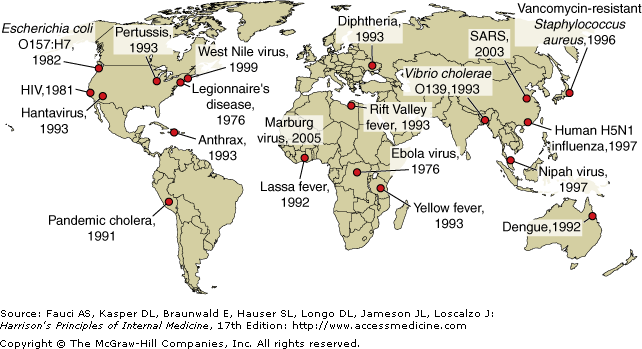 Escherichia coli
O157:H7,
1982
Pertussis,
1993
West Nile virus,
1999
Legionnaire's
disease,
1976
HIV,1981
Hantavirus,
1993
Anthrax,
1993
Pandemic cholera,
1991
Diphtheria,
1993
Marburg
virus, 2005
Rift Valley
fever, 1993
Lassa fever,
1992
Ebola virus,
1976
Yellow fever,
1993
Vibrio cholerae
O139,1993
SARS,
2003
Vancomycin-resistant
Staphylococcus
aureus,1996
Human H5N1
influenza,1997
Nipah virus,
1997
Dengue,1992
Source: Fauci AS, Kasper DL, Braunwald E, Hauser SL, Longo DL, Jameson JL, Loscalzo J:
Harrison's Principles of Internal Medicine, 17th Edition: http://www.accessmedicine.com
Copyright © The McGraw-Hill Companies, Inc. All rights reserved.